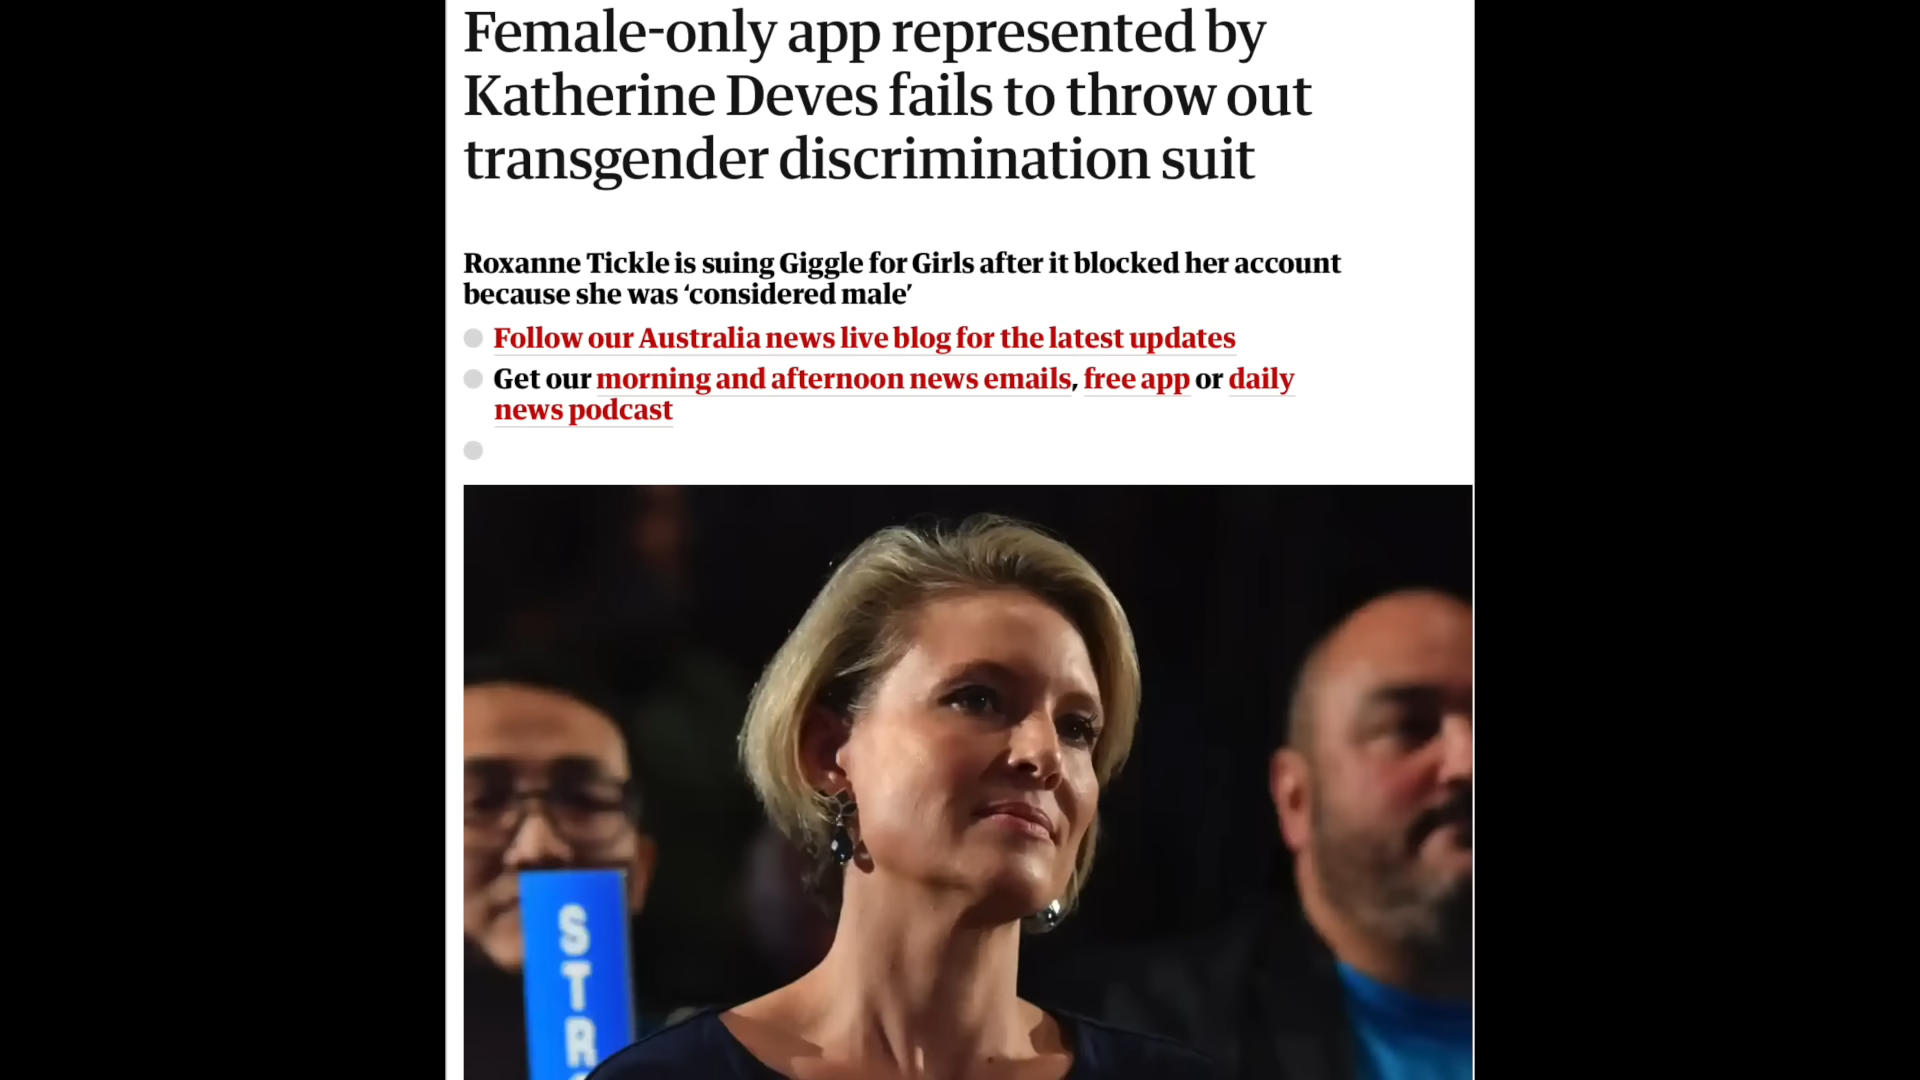 Female-only app represented by
Katherine Deves fails to throw out
transgender discrimination suit
Roxanne Tickle is suing Giggle for Girls after it blocked her account
because she was ‘considered male’
Follow our Australia news live blog for the latest updates
Get our morning and afternoon news emails, free app or daily
news podcast
S
T
R